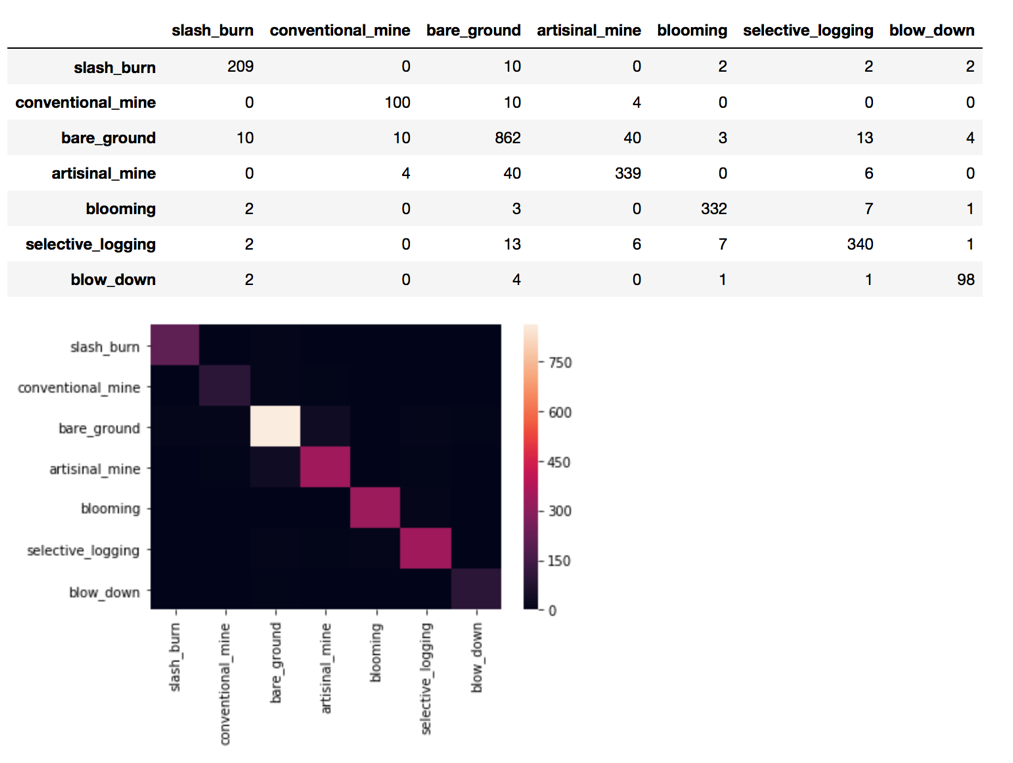 slash_burn conventional_mine bare_ground artisinal_mine blooming selective_logging blow_down
slash_burn 209 0 10 0 2 2 2
conventional_mine 0 100 10 4 0 0 0
bare_ground 10 10 862 40 3 13 4
artisinal_mine 0 4 40 339 0 6 0
blooming 2 0 3 0 332 7 1
selective_logging 2 0 13 6 7 340 1
blow_down 2 0 4 0 1 1 98
slash_burn
conventional_mine
bare_ground
artisinal_mine
blooming
selective_logging
blow_down
slash_burn
conventional_mine
bare_ground
artisinal_mine
blooming
selective_logging
blow_down
750
600
450
300
150
0